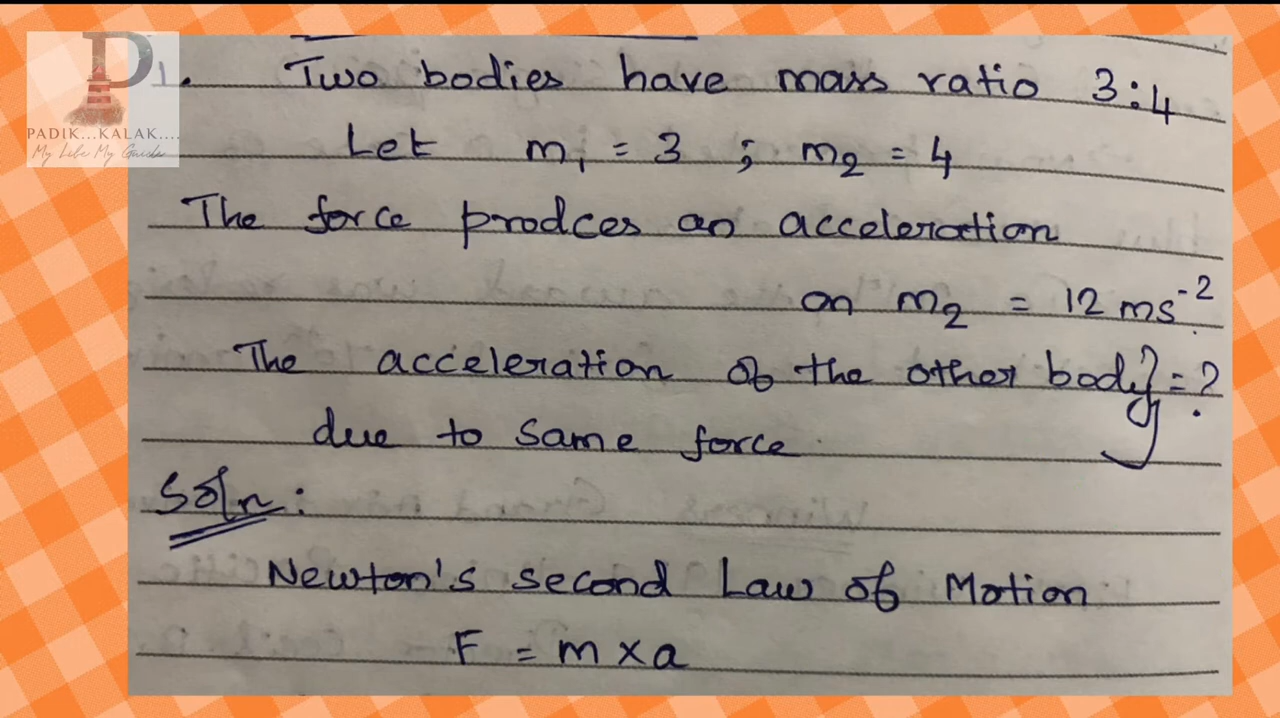 PADIK...KALAK....
My Life My Guide
1. Two bodies have mass ratio 3:4
Let m₁ = 3 ; m₂ = 4
The force prodces an acceleration
on m₂ = 12 ms⁻²
The acceleration of the other body = ?
due to same force
Soln:
Newton's second Law of Motion
F = m × a